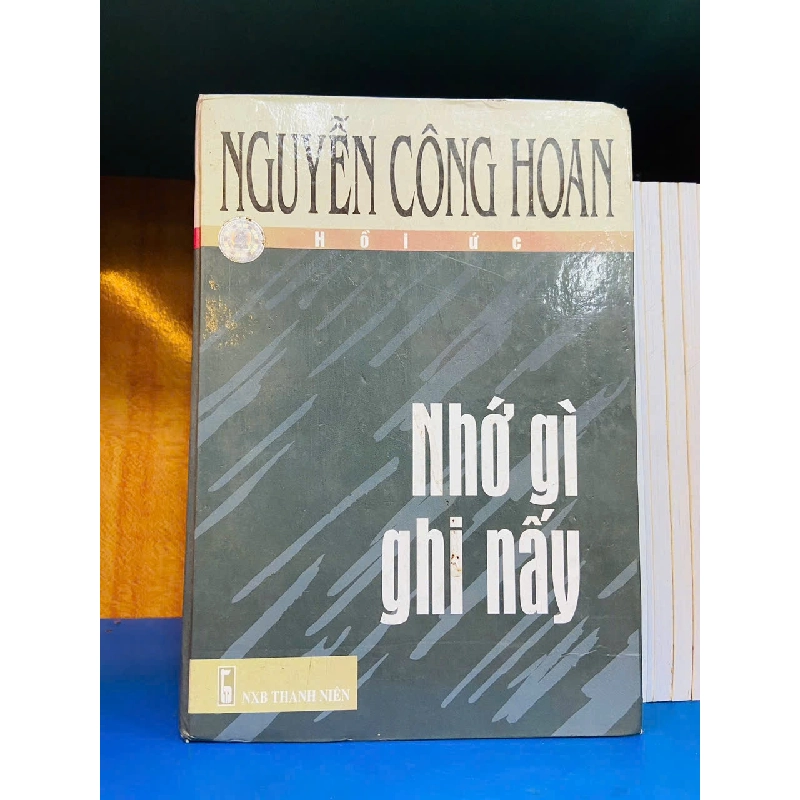 NGUYỄN CÔNG HOAN
Hồi ức
Nhớ gì
ghi nấy
NXB THANH NIÊN